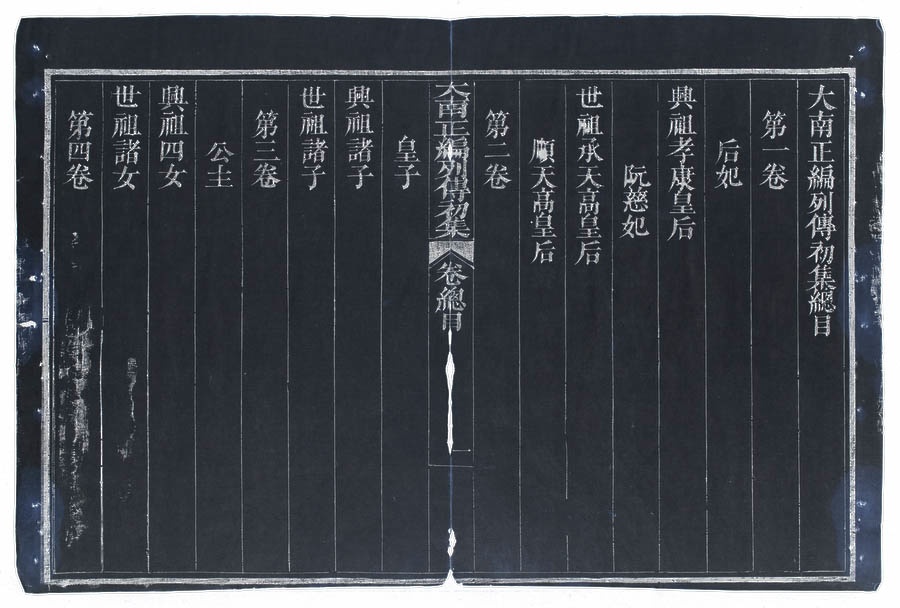 大南正編列傳初集總目
第一卷
后妃
興祖孝康皇后
阮慈妃
世祖承天高皇后
順天高皇后
第二卷
大南正編列傳初集 卷總目 一
皇子
興祖諸子
世祖諸子
第三卷
公主
興祖四女
世祖諸女
第四卷